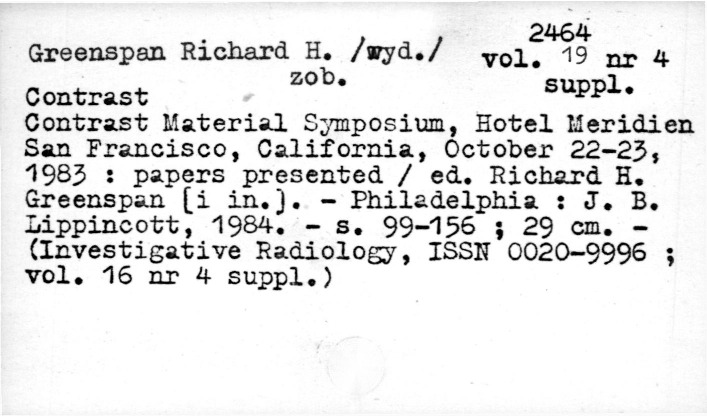 2464
Greenspan Richard H. /wyd./ vol. 19 nr 4
zob. suppl.
Contrast
Contrast Material Symposium, Hotel Meridien
San Francisco, California, October 22-23,
1983 : papers presented / ed. Richard H.
Greenspan [i in.]. - Philadelphia : J. B.
Lippincott, 1984. - s. 99-156 ; 29 cm. -
(Investigative Radiology, ISSN 0020-9996 ;
vol. 16 nr 4 suppl.)